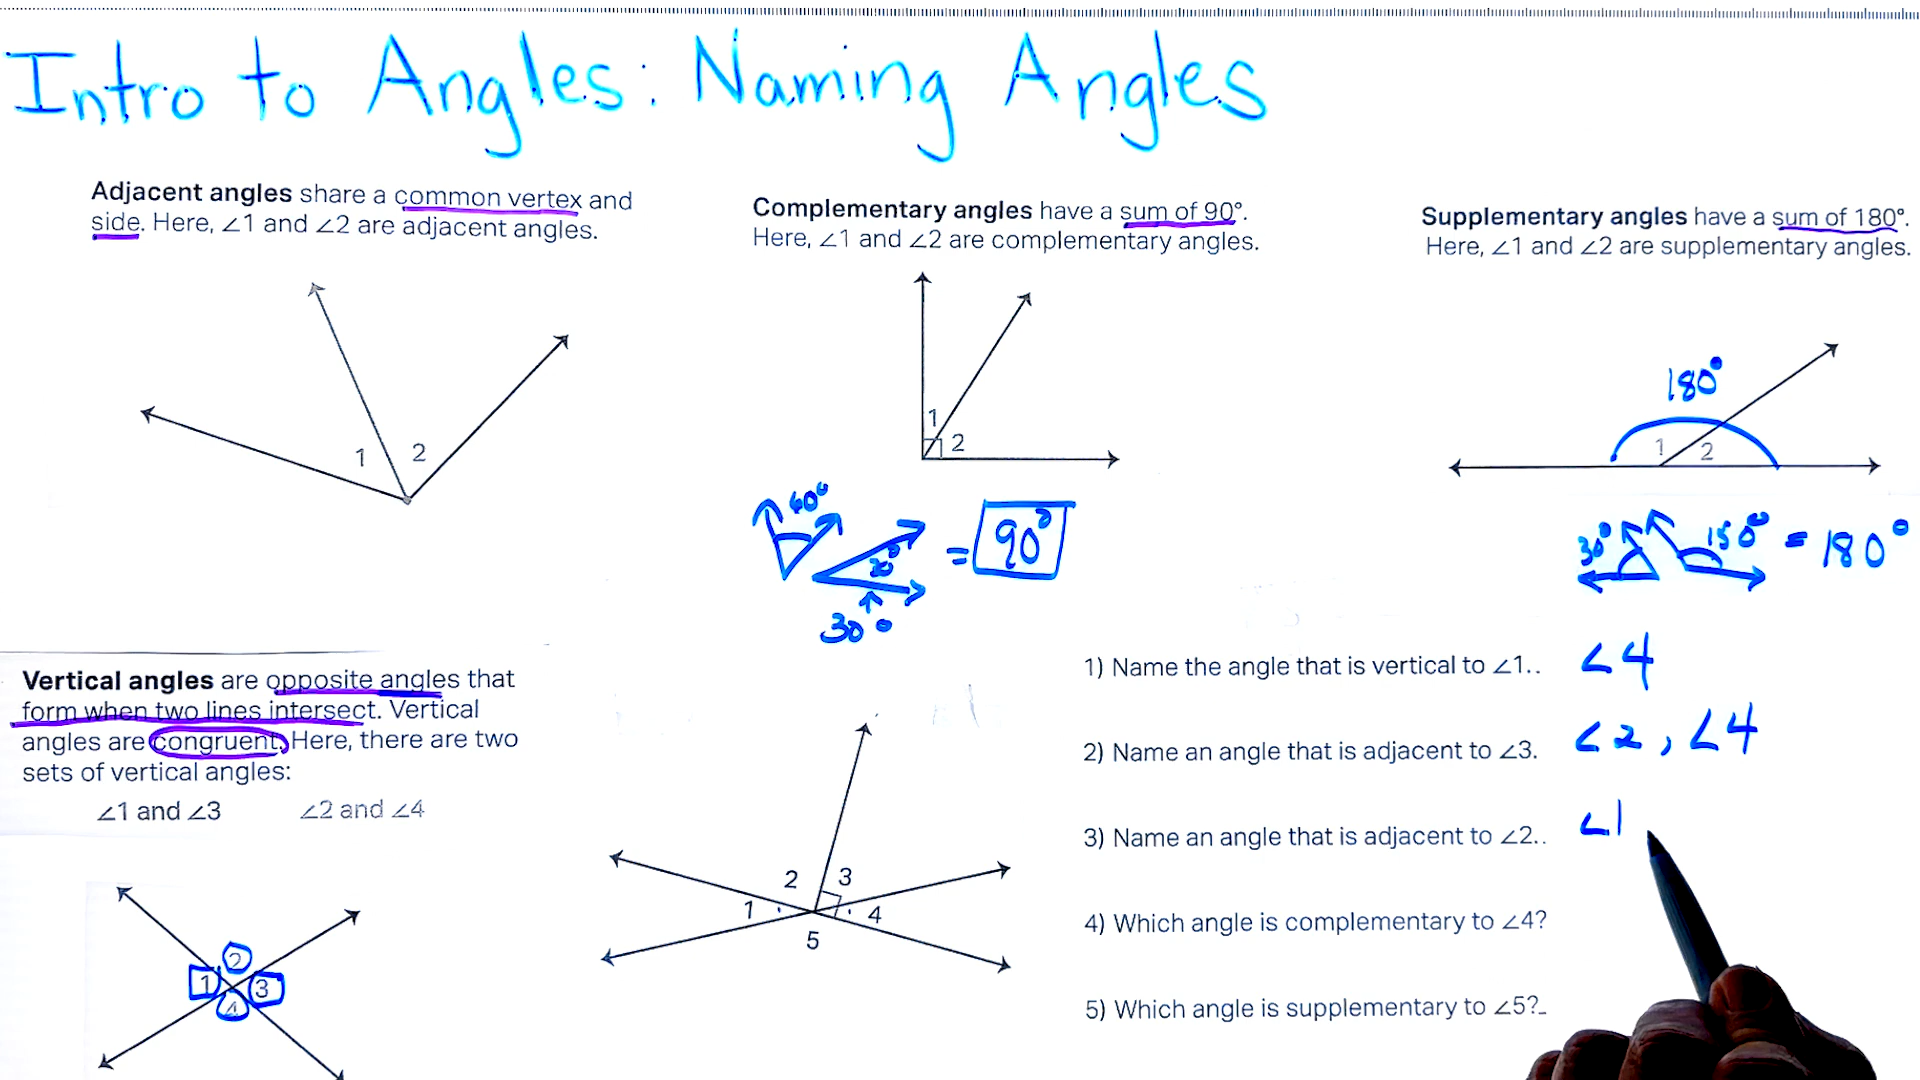 Intro to Angles: Naming Angles
Adjacent angles share a common vertex and
side. Here, ∠1 and ∠2 are adjacent angles.
1 2
Complementary angles have a sum of 90°.
Here, ∠1 and ∠2 are complementary angles.
1
2
60°
30°
= 90°
30°
Supplementary angles have a sum of 180°.
Here, ∠1 and ∠2 are supplementary angles.
180°
1 2
30° 150° = 180°
Vertical angles are opposite angles that
form when two lines intersect. Vertical
angles are congruent. Here, there are two
sets of vertical angles:
∠1 and ∠3 ∠2 and ∠4
2
1 3
4
2 3
1 4
5
1) Name the angle that is vertical to ∠1.. ∠4
2) Name an angle that is adjacent to ∠3. ∠2, ∠4
3) Name an angle that is adjacent to ∠2.. ∠1
4) Which angle is complementary to ∠4?
5) Which angle is supplementary to ∠5?_